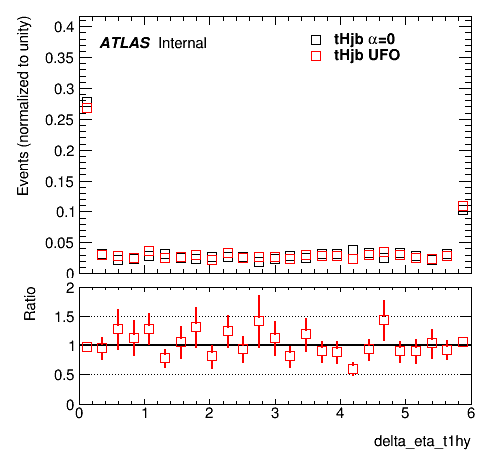 ATLAS Internal
tHjb α=0
tHjb UFO
Events (normalized to unity)
0.4
0.35
0.3
0.25
0.2
0.15
0.1
0.05
0
Ratio
2
1.5
1
0.5
0
0 1 2 3 4 5 6
delta_eta_t1hy